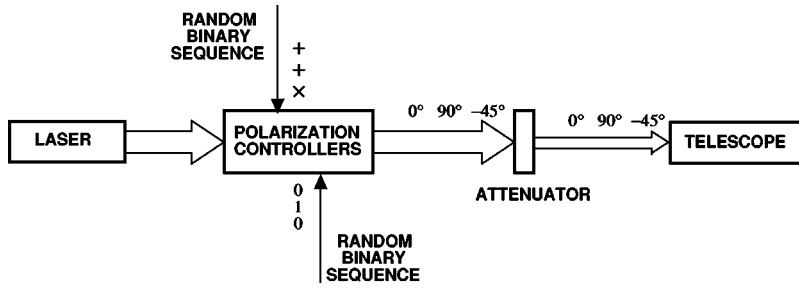 RANDOM
BINARY
SEQUENCE
+
+
×
0° 90° –45°
0° 90° –45°
LASER
POLARIZATION
CONTROLLERS
TELESCOPE
ATTENUATOR
0
1
0
RANDOM
BINARY
SEQUENCE